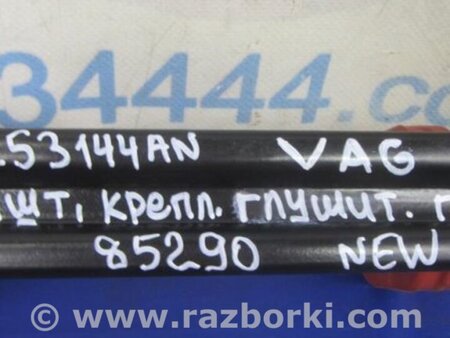 34444.co
.53144AN VAG
шт, крепл. глушит. г
85290 NEW
© www.razborki.com